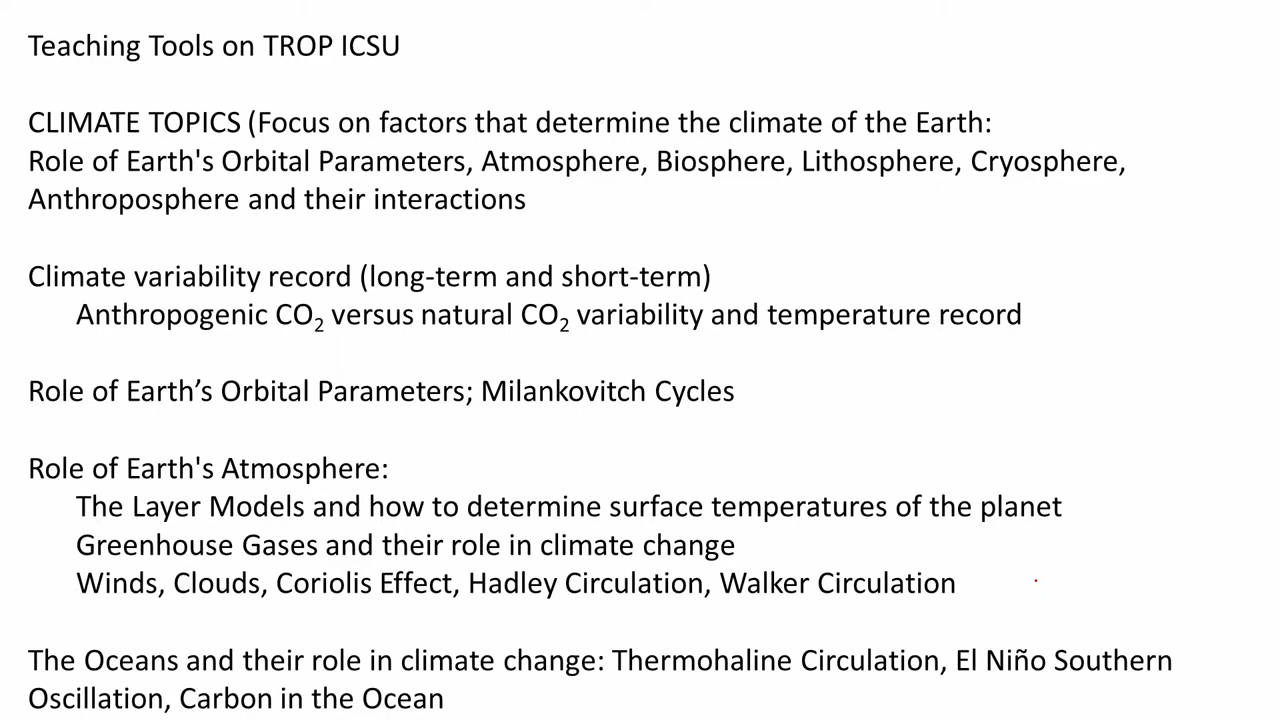 Teaching Tools on TROP ICSU
CLIMATE TOPICS (Focus on factors that determine the climate of the Earth:
Role of Earth's Orbital Parameters, Atmosphere, Biosphere, Lithosphere, Cryosphere,
Anthroposphere and their interactions
Climate variability record (long-term and short-term)
Anthropogenic CO₂ versus natural CO₂ variability and temperature record
Role of Earth’s Orbital Parameters; Milankovitch Cycles
Role of Earth's Atmosphere:
The Layer Models and how to determine surface temperatures of the planet
Greenhouse Gases and their role in climate change
Winds, Clouds, Coriolis Effect, Hadley Circulation, Walker Circulation
The Oceans and their role in climate change: Thermohaline Circulation, El Niño Southern
Oscillation, Carbon in the Ocean